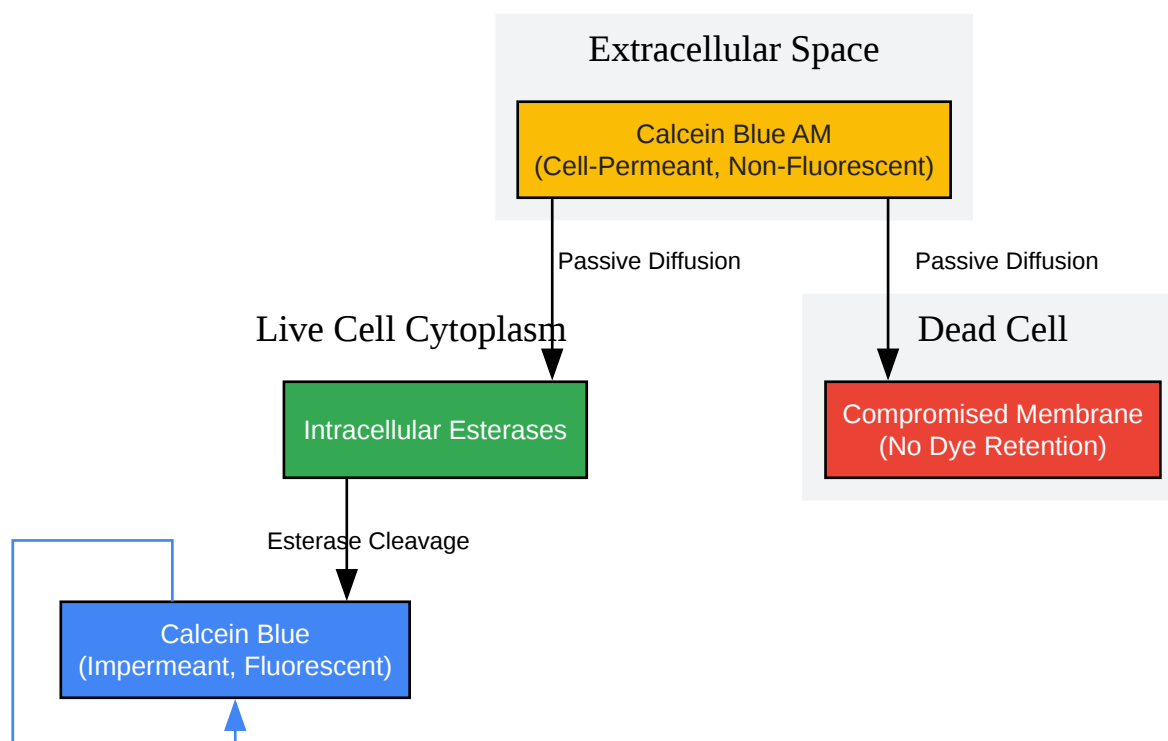 Extracellular Space
Calcein Blue AM
(Cell-Permeant, Non-Fluorescent)
Passive Diffusion
Passive Diffusion
Live Cell Cytoplasm
Dead Cell
Intracellular Esterases
Compromised Membrane
(No Dye Retention)
Esterase Cleavage
Calcein Blue
(Impermeant, Fluorescent)